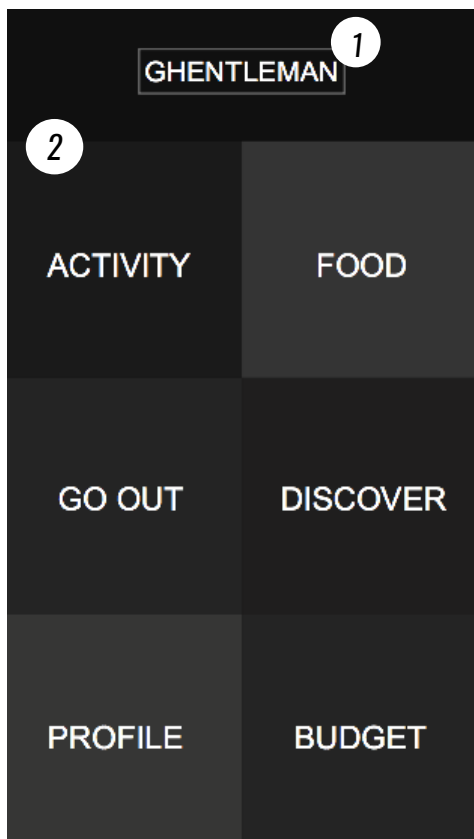 1
GHENTLEMAN
2
ACTIVITY FOOD
GO OUT DISCOVER
PROFILE BUDGET